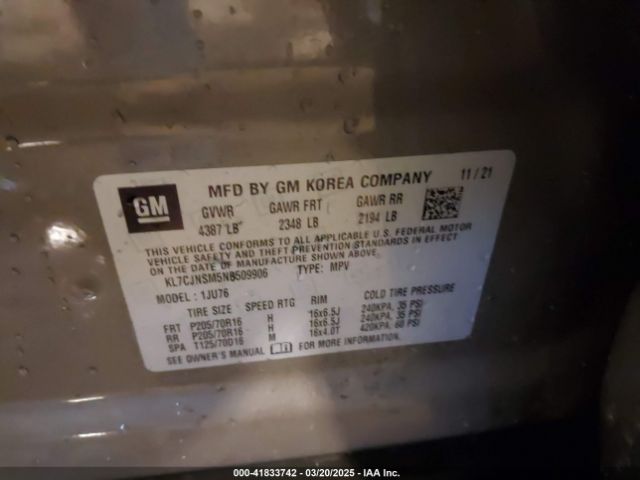 GM
MFD BY GM KOREA COMPANY 11/21
GVWR GAWR FRT GAWR RR
4387 LB 2348 LB 2194 LB
THIS VEHICLE CONFORMS TO ALL APPLICABLE U.S. FEDERAL MOTOR
VEHICLE SAFETY AND THEFT PREVENTION STANDARDS IN EFFECT
ON THE DATE OF MANUFACTURE SHOWN ABOVE.
KL7CJNSM5NB509906 TYPE: MPV
MODEL: 1JU76
TIRE SIZE SPEED RTG RIM COLD TIRE PRESSURE
FRT P205/70R16 H 16x6.5J 240KPA, 35 PSI
RR P205/70R16 H 16x6.5J 240KPA, 35 PSI
SPA T125/70D16 M 16x4.0T 420KPA, 60 PSI
SEE OWNER'S MANUAL
000-41833742 - 03/20/2025 - IAA Inc.